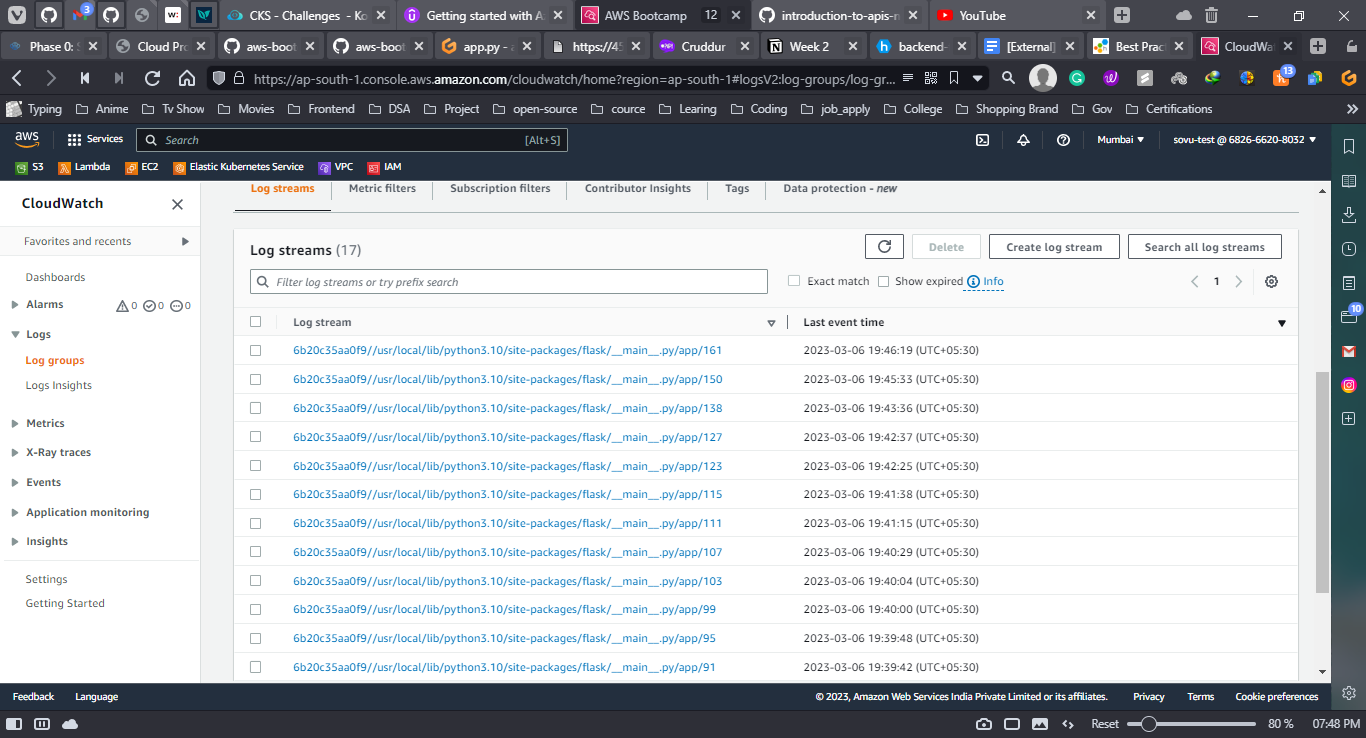 3 CKS - Challenges - Ko Getting started with A AWS Bootcamp 12 introduction-to-apis-n YouTube
Phase 0: Cloud Pro aws-boot aws-boot app.py - a https://4 Cruddur Week 2 backend- [External] Best Prac CloudWa
https://ap-south-1.console.aws.amazon.com/cloudwatch/home?region=ap-south-1#logsV2:log-groups/log-gr... 13
Typing Anime Tv Show Movies Frontend DSA Project open-source cource Learing Coding job_apply College Shopping Brand Gov Certifications
aws Services Search [Alt+S] Mumbai sovu-test @ 6826-6620-8032
S3 Lambda EC2 Elastic Kubernetes Service VPC IAM
CloudWatch
Favorites and recents
Dashboards
Alarms 0 0 0
Logs
Log groups
Logs Insights
Metrics
X-Ray traces
Events
Application monitoring
Insights
Settings
Getting Started
Log streams Metric filters Subscription filters Contributor Insights Tags Data protection - new
Log streams (17) Delete Create log stream Search all log streams
Filter log streams or try prefix search Exact match Show expired Info 1
Log stream Last event time
6b20c35aa0f9//usr/local/lib/python3.10/site-packages/flask/__main__.py/app/161 2023-03-06 19:46:19 (UTC+05:30)
6b20c35aa0f9//usr/local/lib/python3.10/site-packages/flask/__main__.py/app/150 2023-03-06 19:45:33 (UTC+05:30)
6b20c35aa0f9//usr/local/lib/python3.10/site-packages/flask/__main__.py/app/138 2023-03-06 19:43:36 (UTC+05:30)
6b20c35aa0f9//usr/local/lib/python3.10/site-packages/flask/__main__.py/app/127 2023-03-06 19:42:37 (UTC+05:30)
6b20c35aa0f9//usr/local/lib/python3.10/site-packages/flask/__main__.py/app/123 2023-03-06 19:42:25 (UTC+05:30)
6b20c35aa0f9//usr/local/lib/python3.10/site-packages/flask/__main__.py/app/115 2023-03-06 19:41:38 (UTC+05:30)
6b20c35aa0f9//usr/local/lib/python3.10/site-packages/flask/__main__.py/app/111 2023-03-06 19:41:15 (UTC+05:30)
6b20c35aa0f9//usr/local/lib/python3.10/site-packages/flask/__main__.py/app/107 2023-03-06 19:40:29 (UTC+05:30)
6b20c35aa0f9//usr/local/lib/python3.10/site-packages/flask/__main__.py/app/103 2023-03-06 19:40:04 (UTC+05:30)
6b20c35aa0f9//usr/local/lib/python3.10/site-packages/flask/__main__.py/app/99 2023-03-06 19:40:00 (UTC+05:30)
6b20c35aa0f9//usr/local/lib/python3.10/site-packages/flask/__main__.py/app/95 2023-03-06 19:39:48 (UTC+05:30)
6b20c35aa0f9//usr/local/lib/python3.10/site-packages/flask/__main__.py/app/91 2023-03-06 19:39:42 (UTC+05:30)
10
Feedback Language © 2023, Amazon Web Services India Private Limited or its affiliates. Privacy Terms Cookie preferences
Reset 80 % 07:48 PM